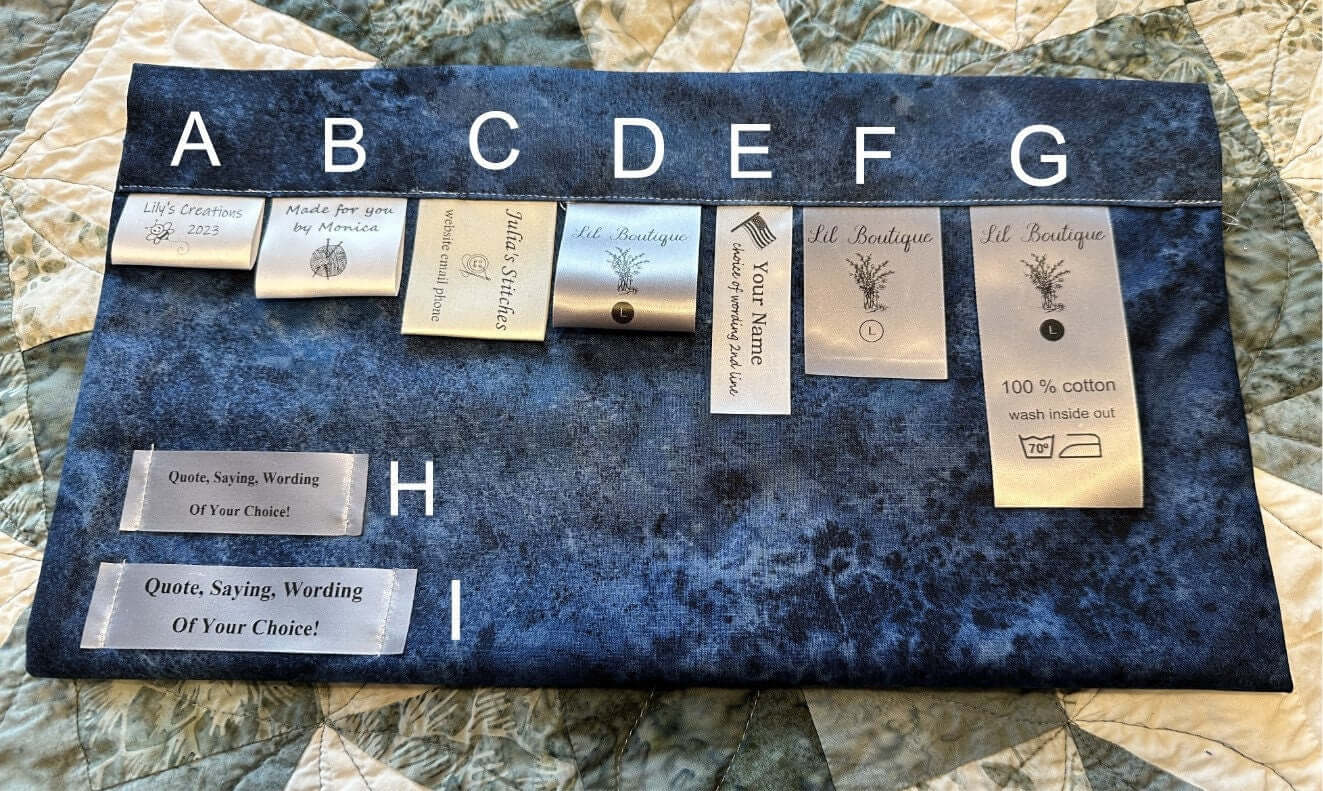 A
B
C
D
E
F
G
Lily's Creations
2023
Made for you
by Monica
Julia's Stitches
website email phone
Lil Boutique
L
Your Name
choice of wording 2nd line
Lil Boutique
L
Lil Boutique
L
100 % cotton
wash inside out
70º
Quote, Saying, Wording
Of Your Choice!
H
Quote, Saying, Wording
Of Your Choice!
I